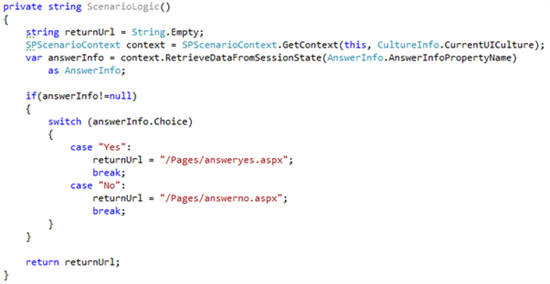 private string ScenarioLogic()
{
    string returnUrl = String.Empty;
    SPScenarioContext context = SPScenarioContext.GetContext(this, CultureInfo.CurrentUICulture);
    var answerInfo = context.RetrieveDataFromSessionState(AnswerInfo.AnswerInfoPropertyName)
        as AnswerInfo;
    if(answerInfo!=null)
    {
        switch (answerInfo.Choice)
        {
            case "Yes":
                returnUrl = "/Pages/answeryes.aspx";
                break;
            case "No":
                returnUrl = "/Pages/answerno.aspx";
                break;
        }
    }
    return returnUrl;
}